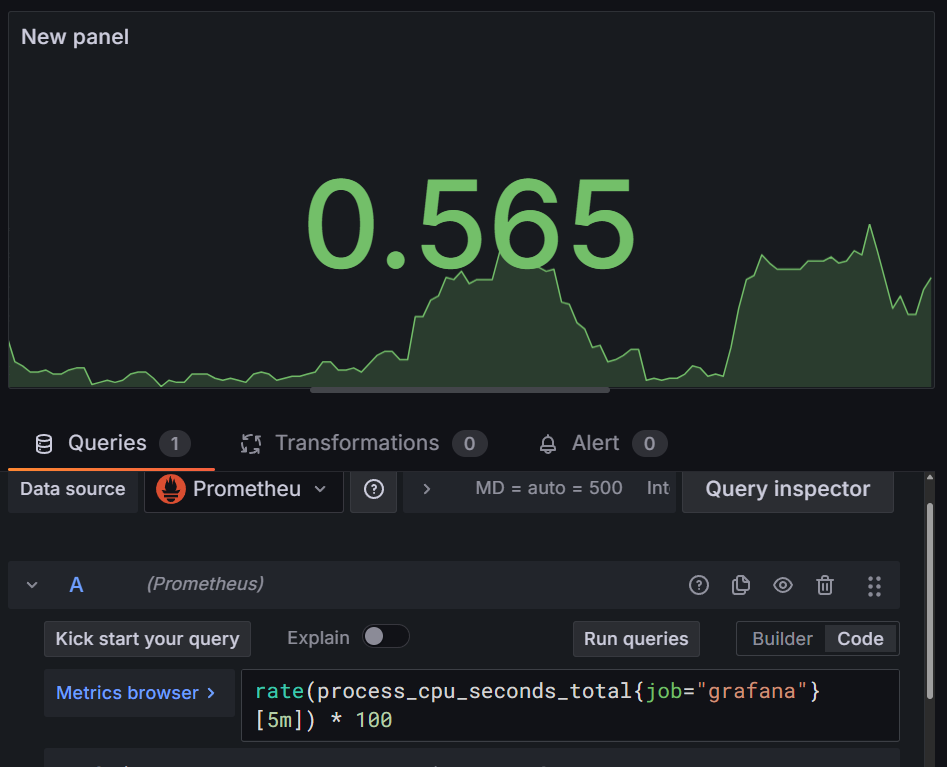 New panel
0.565
Queries 1 Transformations 0 Alert 0
Data source Prometheu ? > MD = auto = 500 Int Query inspector
A (Prometheus)
Kick start your query Explain Run queries Builder Code
Metrics browser > rate(process_cpu_seconds_total{job="grafana"}
[5m]) * 100